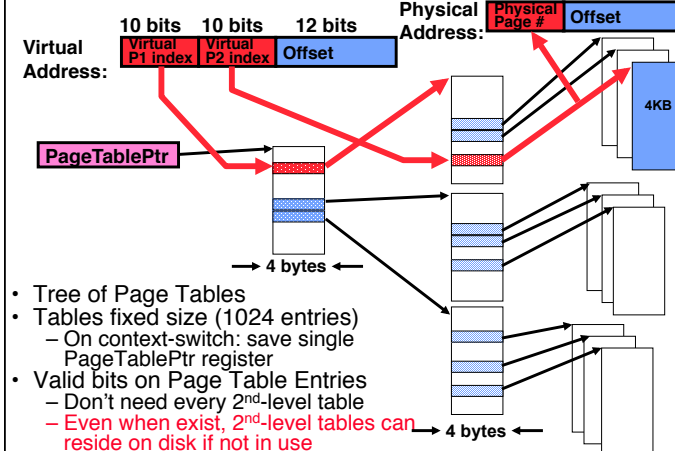 10 bits 10 bits 12 bits
Virtual
Address:
Virtual
P1 index
Virtual
P2 index
Offset
Physical
Address:
Physical
Page #
Offset
4KB
PageTablePtr
4 bytes
• Tree of Page Tables
• Tables fixed size (1024 entries)
– On context-switch: save single
PageTablePtr register
• Valid bits on Page Table Entries
– Don't need every 2nd-level table
– Even when exist, 2nd-level tables can
reside on disk if not in use
4 bytes